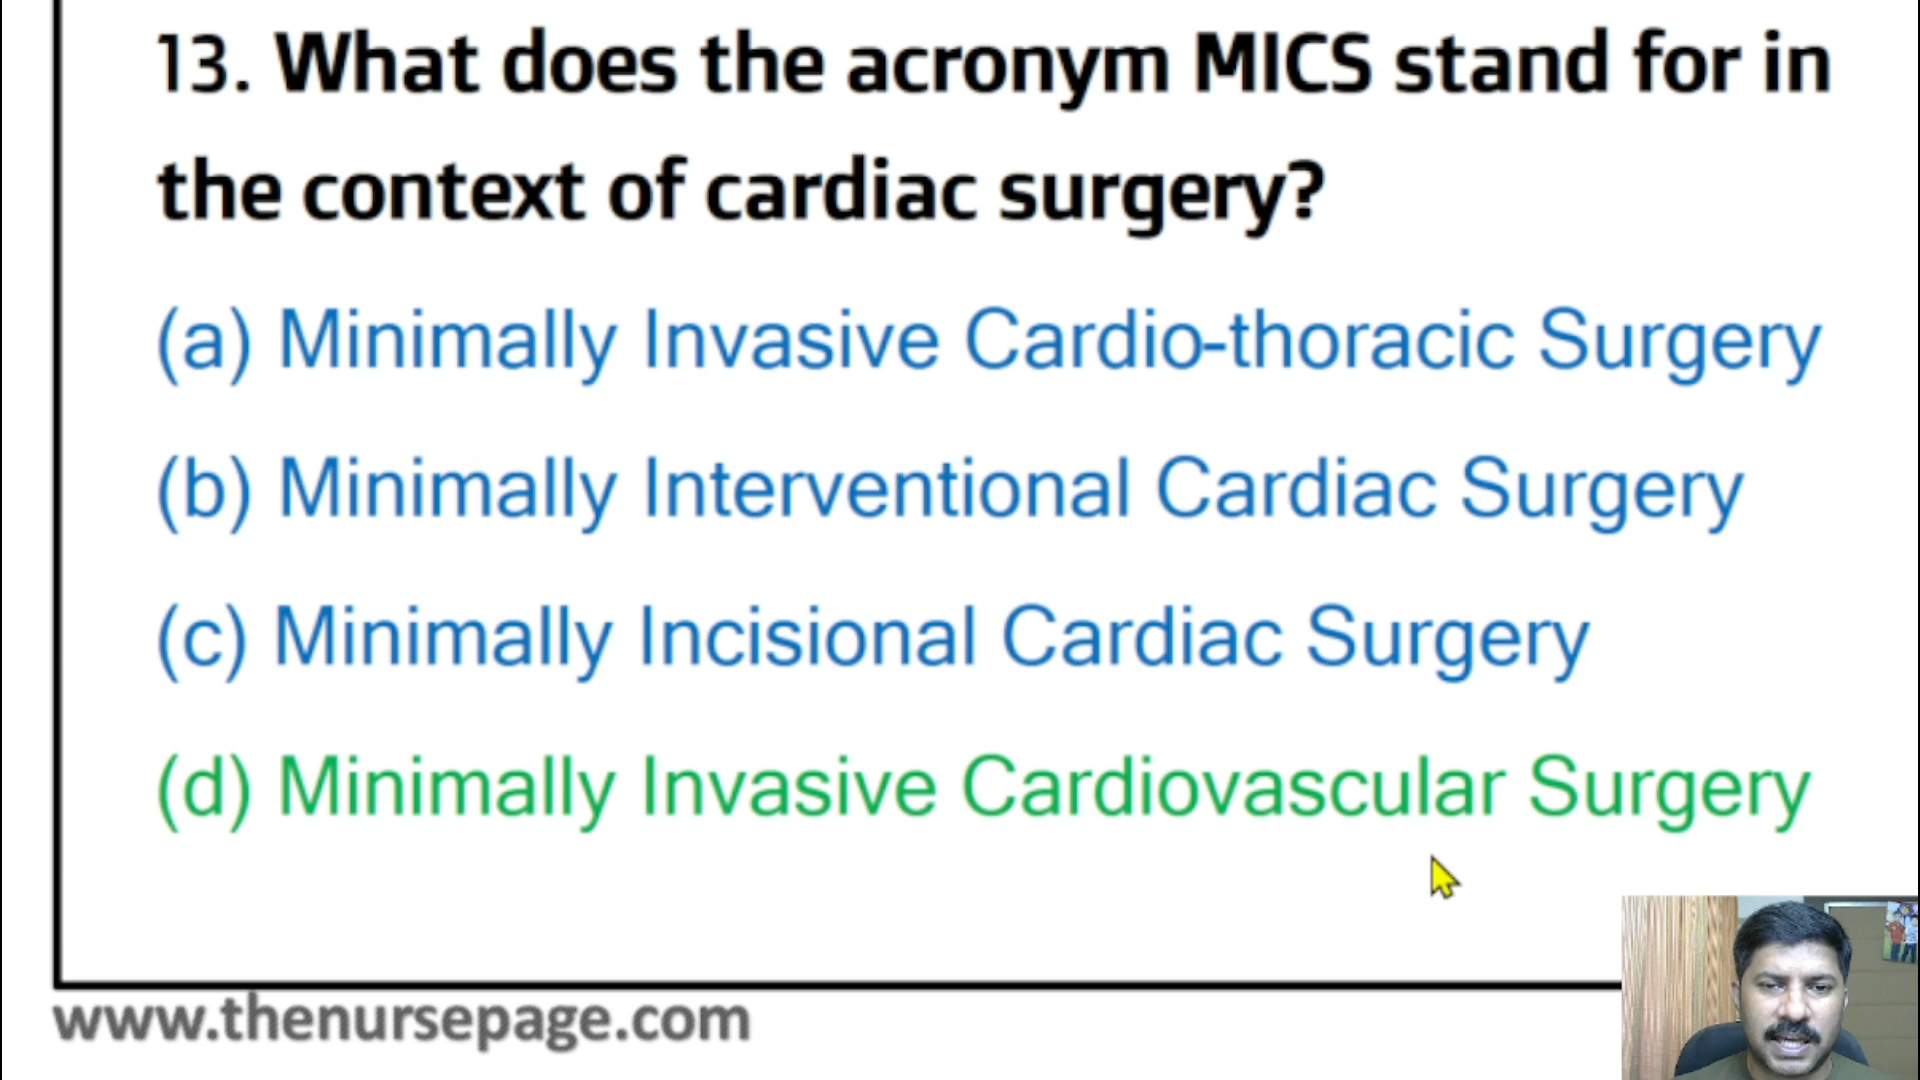 13. What does the acronym MICS stand for in
the context of cardiac surgery?
(a) Minimally Invasive Cardio-thoracic Surgery
(b) Minimally Interventional Cardiac Surgery
(c) Minimally Incisional Cardiac Surgery
(d) Minimally Invasive Cardiovascular Surgery
www.thenursepage.com